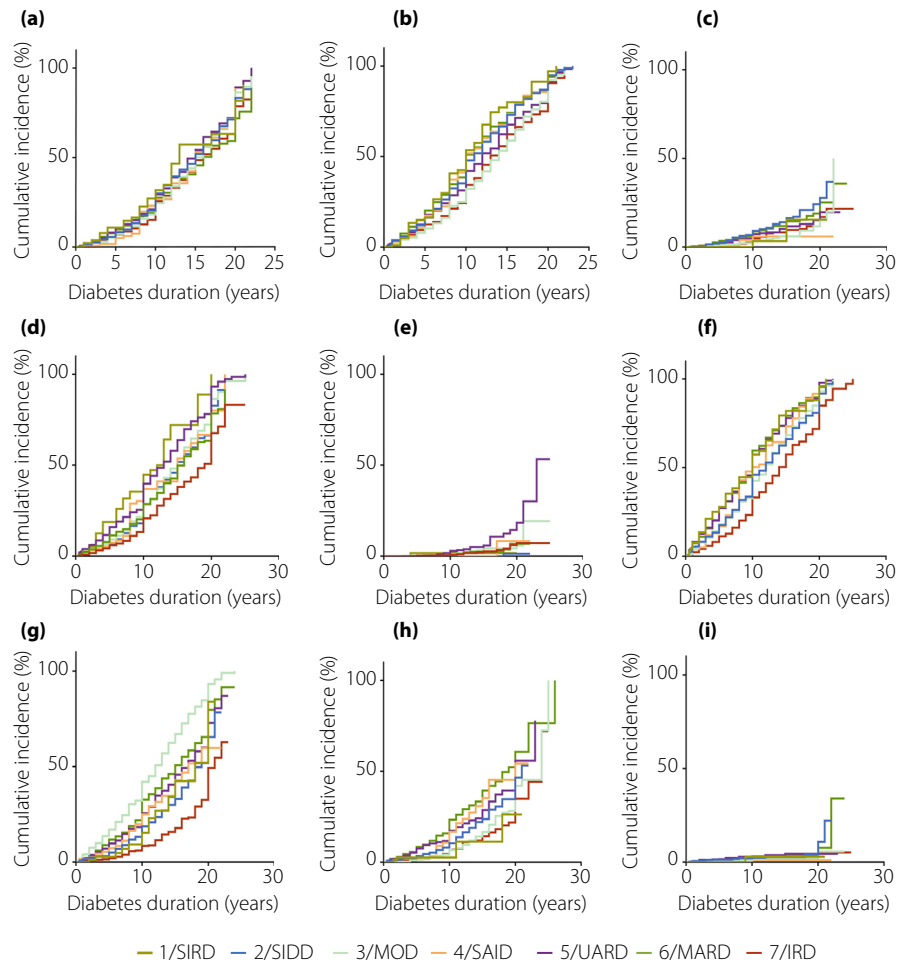 (a) (b) (c)
Cumulative incidence (%) Cumulative incidence (%) Cumulative incidence (%)
100 100 100
50 50 50
0 0 0
0 5 10 15 20 25 0 5 10 15 20 25 0 10 20 30
Diabetes duration (years) Diabetes duration (years) Diabetes duration (years)
(d) (e) (f)
Cumulative incidence (%) Cumulative incidence (%) Cumulative incidence (%)
100 100 100
50 50 50
0 0 0
0 10 20 30 0 10 20 30 0 10 20 30
Diabetes duration (years) Diabetes duration (years) Diabetes duration (years)
(g) (h) (i)
Cumulative incidence (%) Cumulative incidence (%) Cumulative incidence (%)
100 100 100
50 50 50
0 0 0
0 10 20 30 0 10 20 30 0 10 20 30
Diabetes duration (years) Diabetes duration (years) Diabetes duration (years)
1/SIRD 2/SIDD 3/MOD 4/SAID 5/UARD 6/MARD 7/IRD